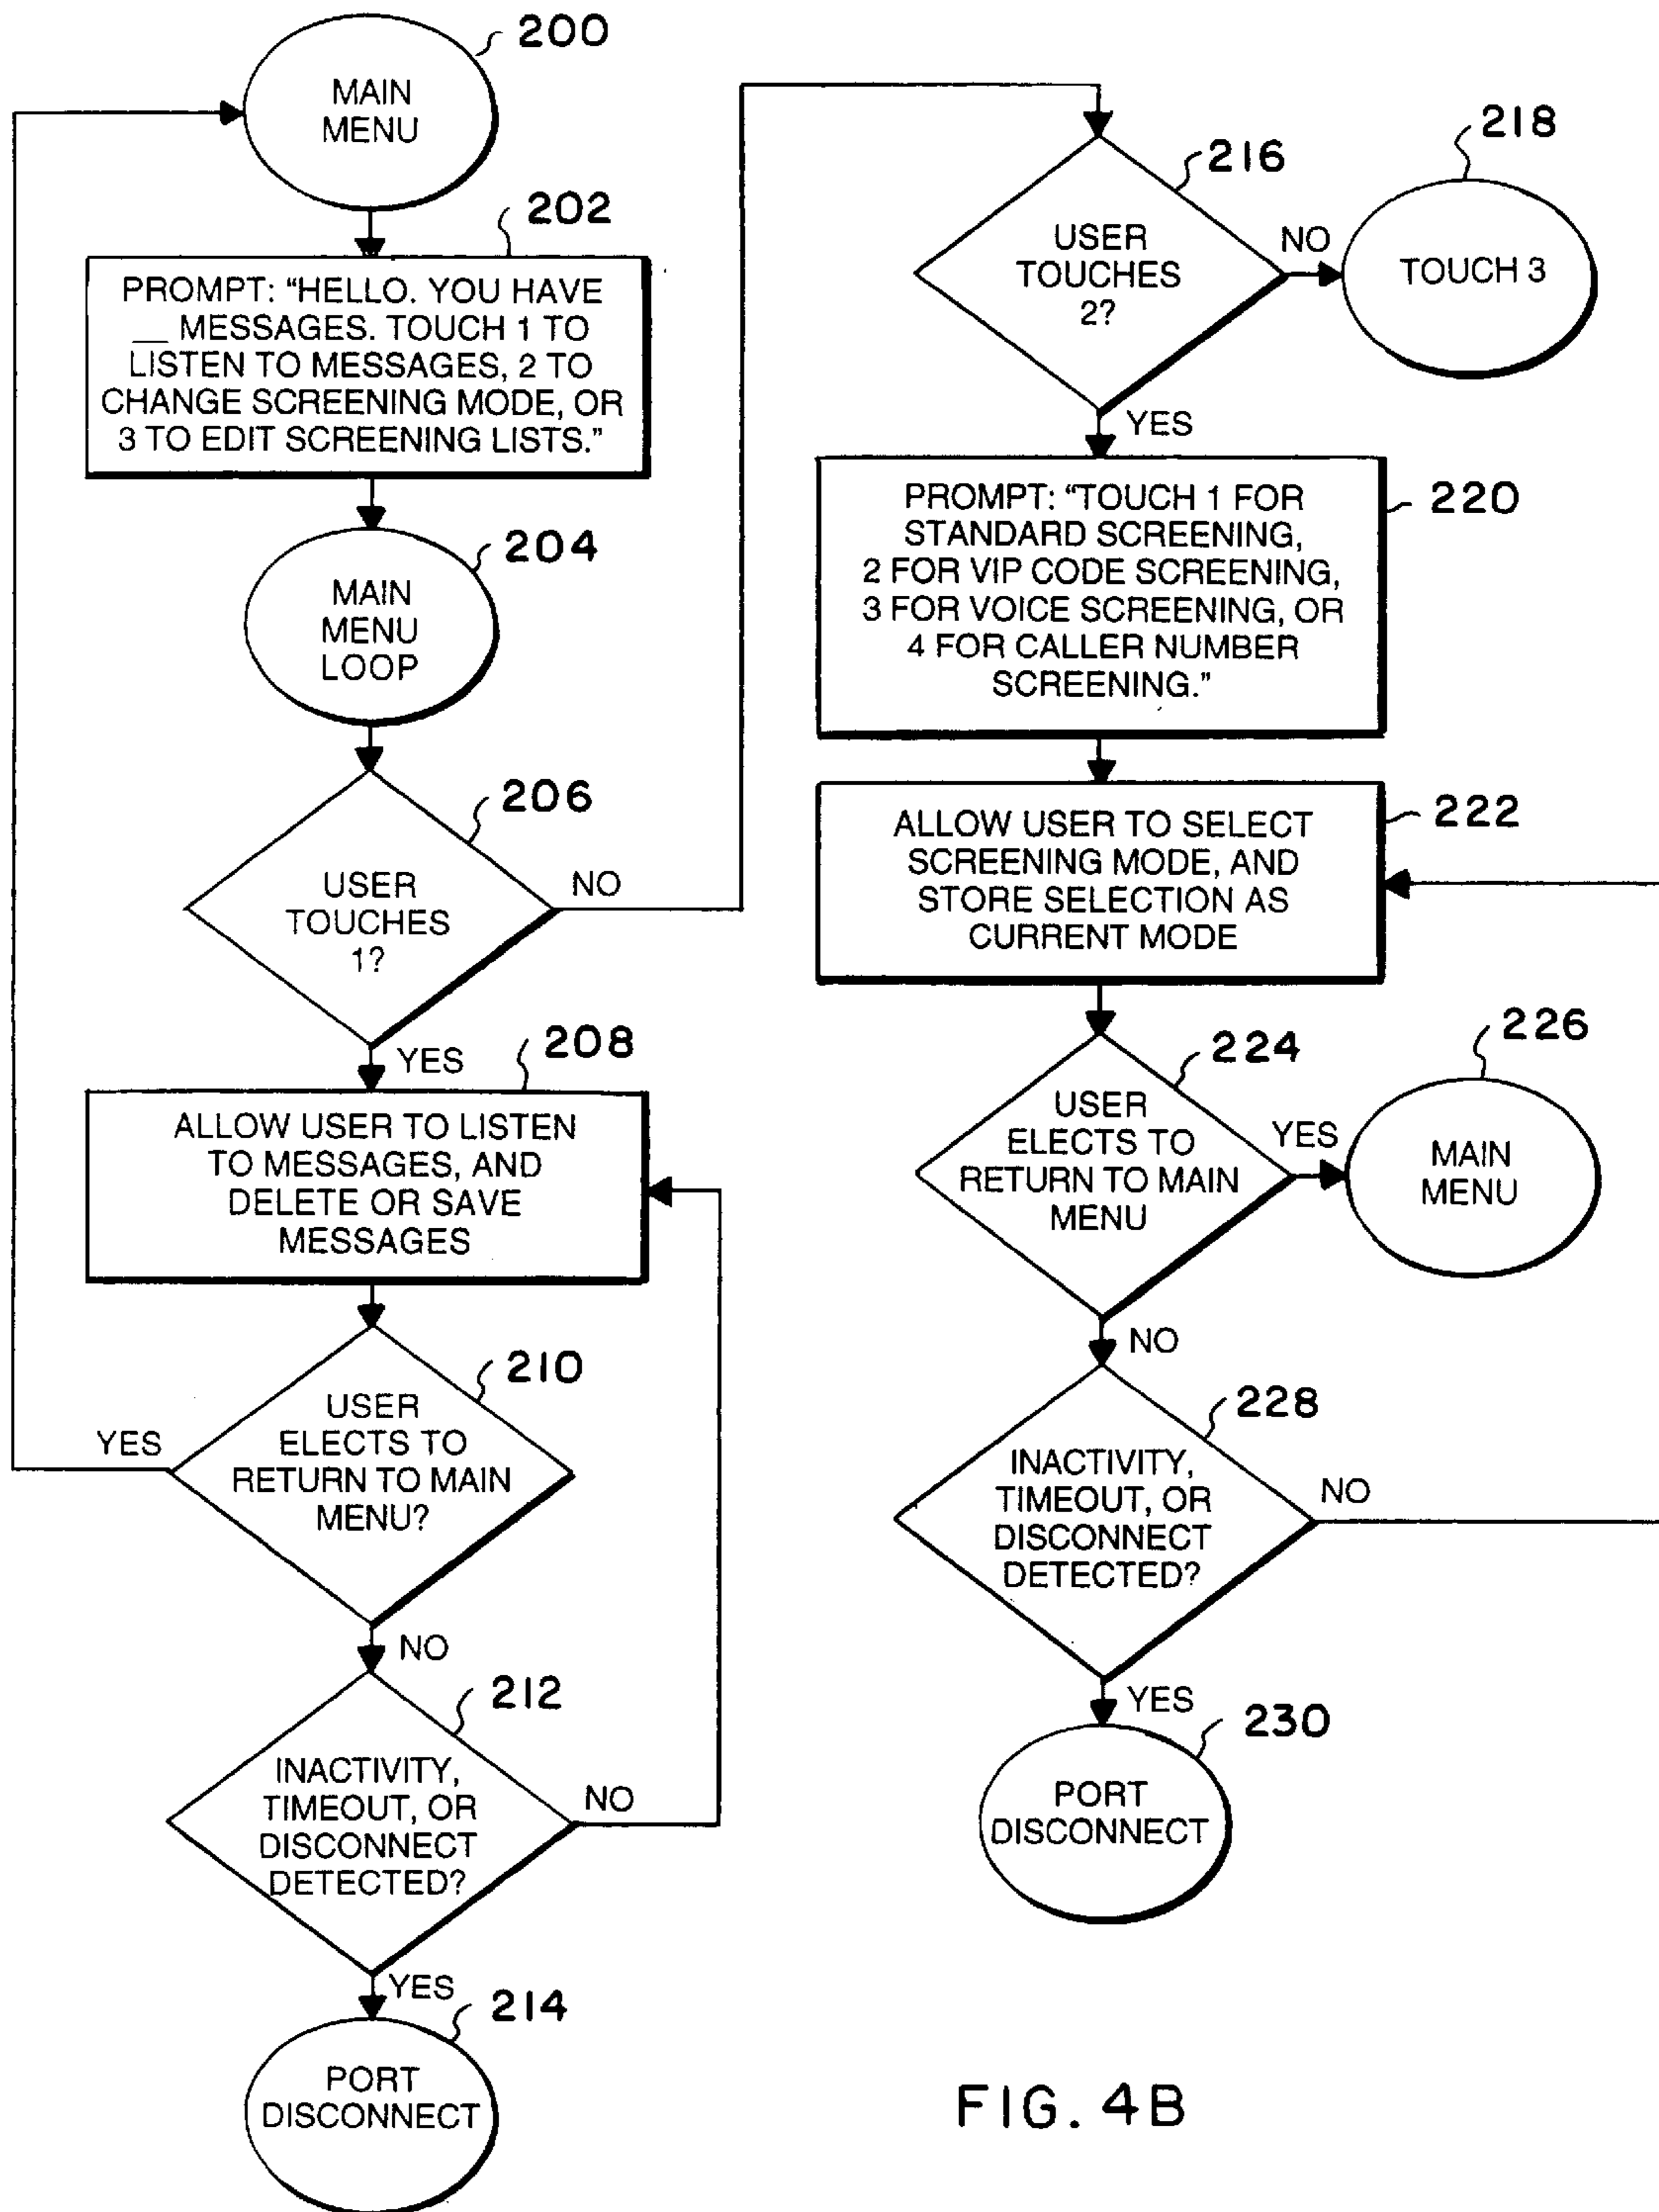 200
MAIN
MENU
202
PROMPT: “HELLO. YOU HAVE
__ MESSAGES. TOUCH 1 TO
LISTEN TO MESSAGES, 2 TO
CHANGE SCREENING MODE, OR
3 TO EDIT SCREENING LISTS.”
204
MAIN
MENU
LOOP
206
USER
TOUCHES
1?
NO
YES
208
ALLOW USER TO LISTEN
TO MESSAGES, AND
DELETE OR SAVE
MESSAGES
210
USER
ELECTS TO
RETURN TO MAIN
MENU?
YES
NO
212
INACTIVITY,
TIMEOUT, OR
DISCONNECT
DETECTED?
NO
YES
214
PORT
DISCONNECT
216
USER
TOUCHES
2?
NO
218
TOUCH 3
YES
220
PROMPT: “TOUCH 1 FOR
STANDARD SCREENING,
2 FOR VIP CODE SCREENING,
3 FOR VOICE SCREENING, OR
4 FOR CALLER NUMBER
SCREENING.”
222
ALLOW USER TO SELECT
SCREENING MODE, AND
STORE SELECTION AS
CURRENT MODE
224
USER
ELECTS TO
RETURN TO MAIN
MENU
YES
226
MAIN
MENU
NO
228
INACTIVITY,
TIMEOUT, OR
DISCONNECT
DETECTED?
NO
YES
230
PORT
DISCONNECT
FIG. 4B